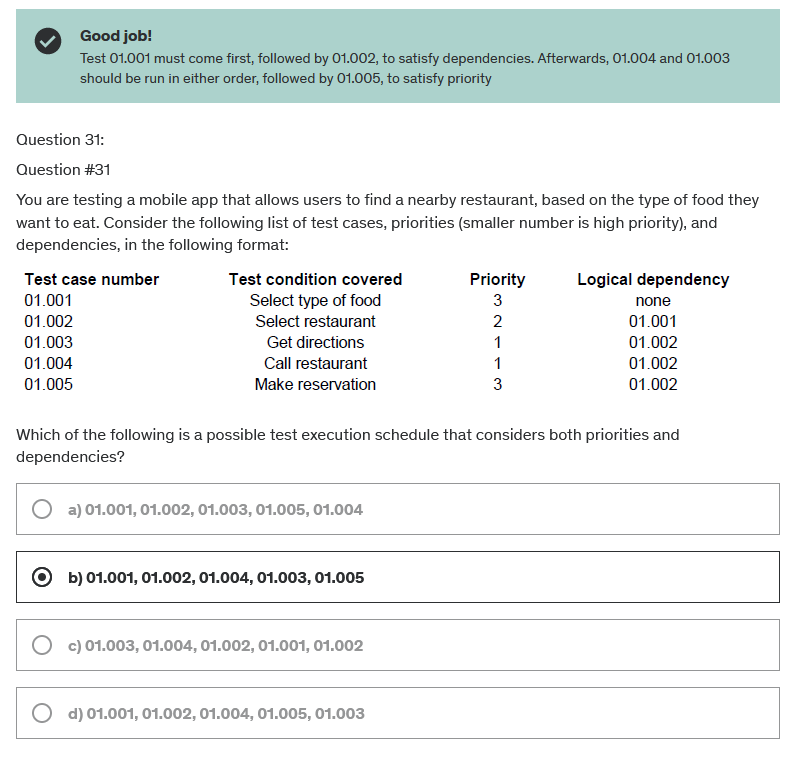 Good job!
Test 01.001 must come first, followed by 01.002, to satisfy dependencies. Afterwards, 01.004 and 01.003
should be run in either order, followed by 01.005, to satisfy priority
Question 31:
Question #31
You are testing a mobile app that allows users to find a nearby restaurant, based on the type of food they
want to eat. Consider the following list of test cases, priorities (smaller number is high priority), and
dependencies, in the following format:
Test case number Test condition covered Priority Logical dependency
01.001 Select type of food 3 none
01.002 Select restaurant 2 01.001
01.003 Get directions 1 01.002
01.004 Call restaurant 1 01.002
01.005 Make reservation 3 01.002
Which of the following is a possible test execution schedule that considers both priorities and
dependencies?
a) 01.001, 01.002, 01.003, 01.005, 01.004
b) 01.001, 01.002, 01.004, 01.003, 01.005
c) 01.003, 01.004, 01.002, 01.001, 01.002
d) 01.001, 01.002, 01.004, 01.005, 01.003